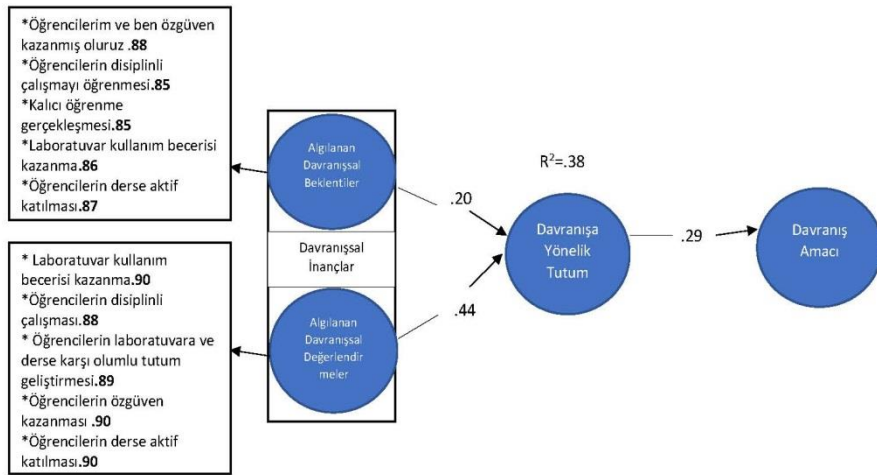 *Öğrencilerim ve ben özgüven
kazanmış oluruz .88
*Öğrencilerin disiplinli
çalışmayı öğrenmesi.85
*Kalıcı öğrenme
gerçekleşmesi.85
*Laboratuvar kullanım becerisi
kazanma.86
*Öğrencilerin derse aktif
katılması.87
* Laboratuvar kullanım
becerisi kazanma.90
*Öğrencilerin disiplinli
çalışması.88
* Öğrencilerin laboratuvara ve
derse karşı olumlu tutum
geliştirmesi.89
*Öğrencilerin özgüven
kazanması .90
*Öğrencilerin derse aktif
katılması.90
Algılanan
Davranışsal
Beklentiler
Davranışsal
İnançlar
Algılanan
Davranışsal
Değerlendir
meler
.20
.44
R²=.38
Davranışa
Yönelik
Tutum
.29
Davranış
Amacı